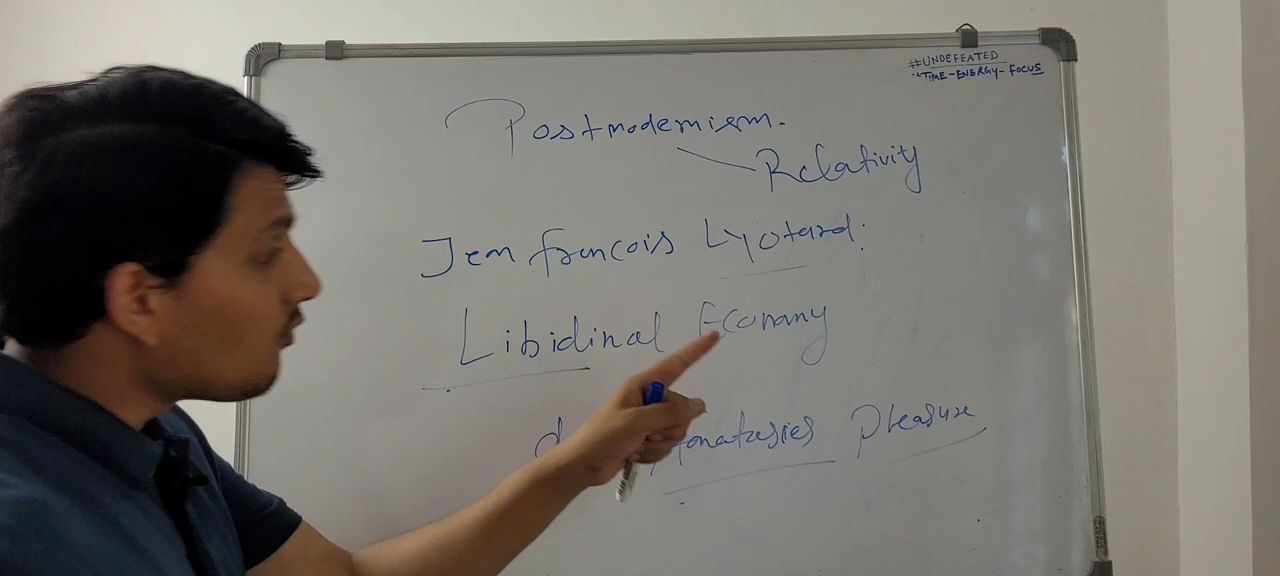 #UNDEFEATED
"TIME-ENERGY-FOCUS
Postmodernism.
Relativity
Jean francois Lyotard:
Libidinal Economy
Pleasure